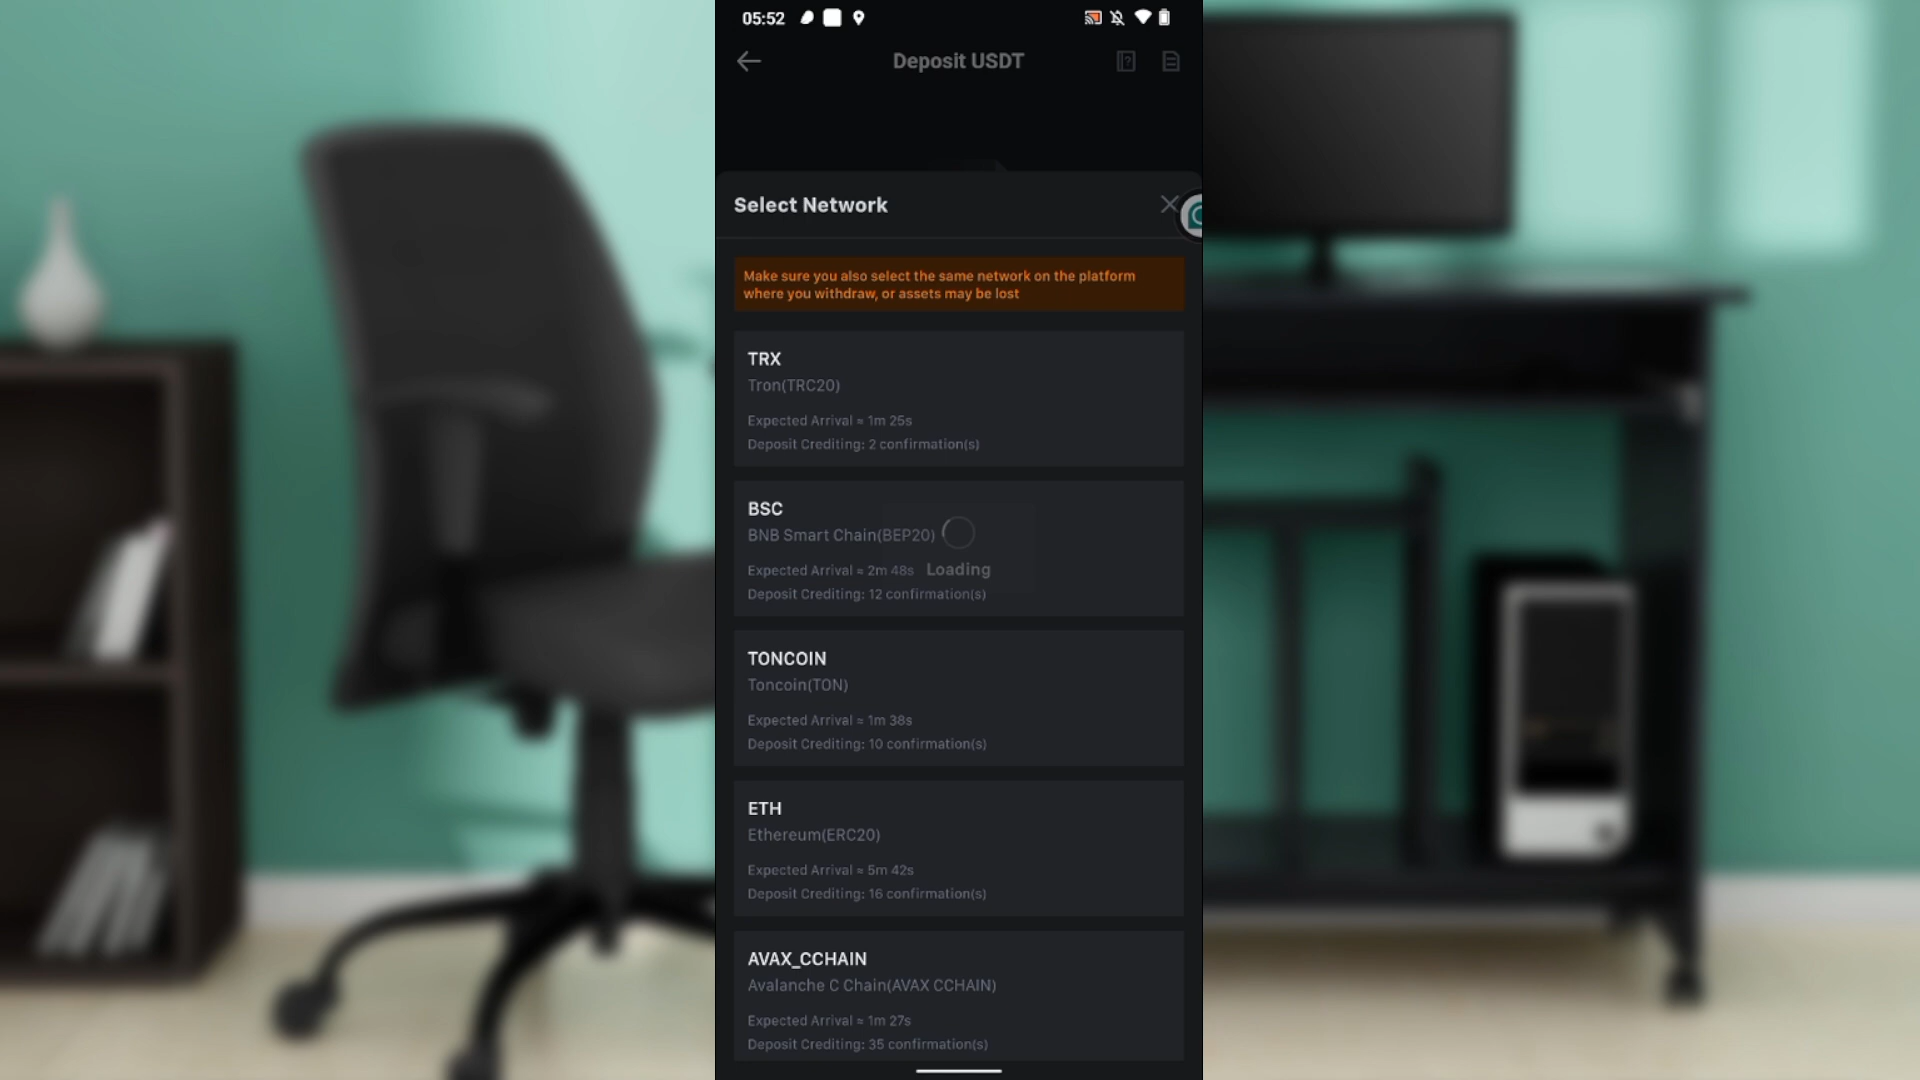 05:52
Deposit USDT
Select Network
Make sure you also select the same network on the platform
where you withdraw, or assets may be lost
TRX
Tron(TRC20)
Expected Arrival ≈ 1m 25s
Deposit Crediting: 2 confirmation(s)
BSC
BNB Smart Chain(BEP20)
Expected Arrival ≈ 2m 48s
Loading
Deposit Crediting: 12 confirmation(s)
TONCOIN
Toncoin(TON)
Expected Arrival ≈ 1m 38s
Deposit Crediting: 10 confirmation(s)
ETH
Ethereum(ERC20)
Expected Arrival ≈ 5m 42s
Deposit Crediting: 16 confirmation(s)
AVAX_CCHAIN
Avalanche C Chain(AVAX CCHAIN)
Expected Arrival ≈ 1m 27s
Deposit Crediting: 35 confirmation(s)